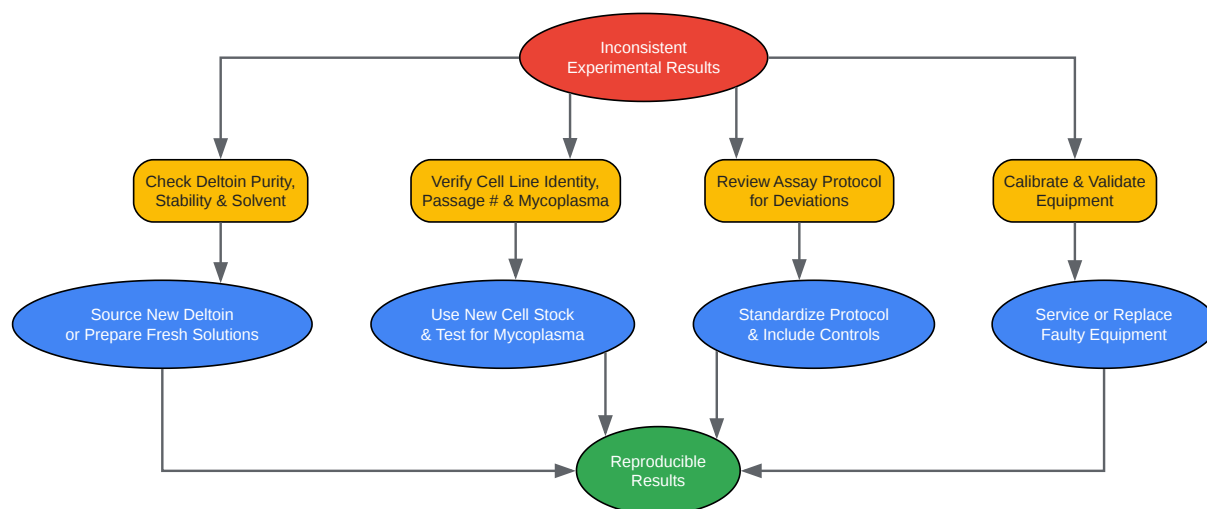 Inconsistent
Experimental Results
Check Deltoin Purity,
Stability & Solvent
Verify Cell Line Identity,
Passage # & Mycoplasma
Review Assay Protocol
for Deviations
Calibrate & Validate
Equipment
Source New Deltoin
or Prepare Fresh Solutions
Use New Cell Stock
& Test for Mycoplasma
Standardize Protocol
& Include Controls
Service or Replace
Faulty Equipment
Reproducible
Results